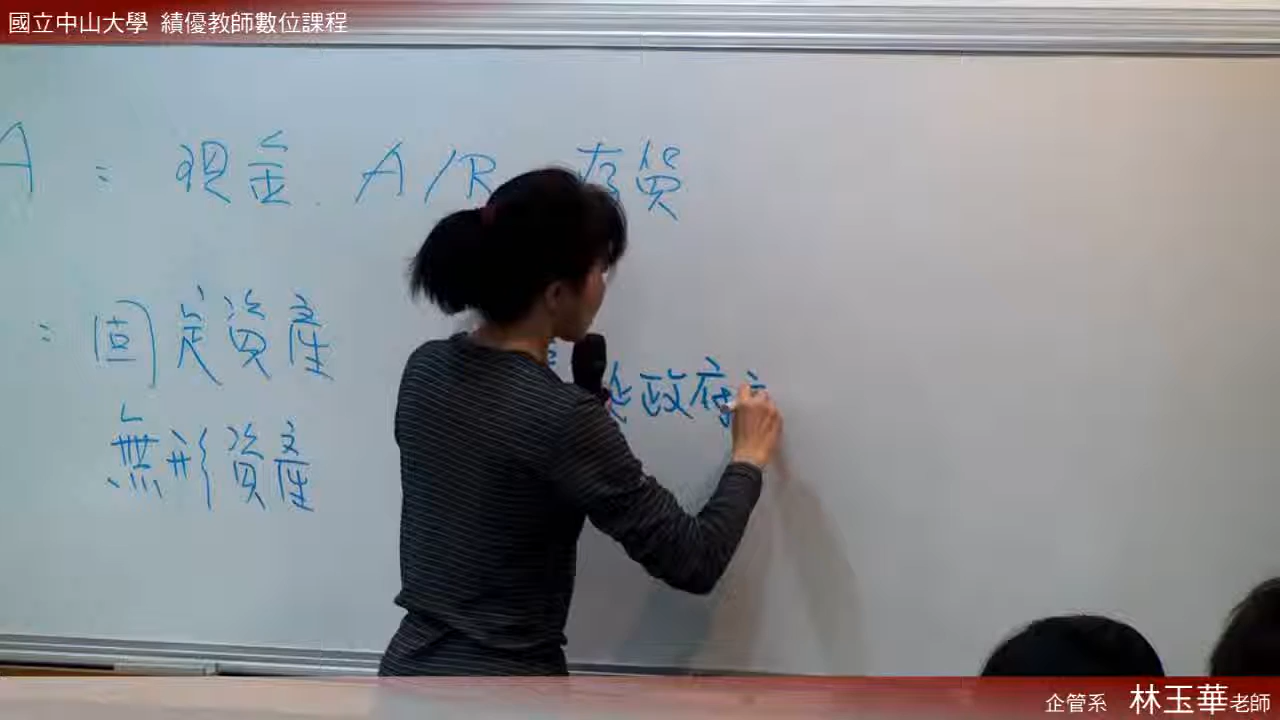 國立中山大學 績優教師數位課程
A : 現金. A/R 存貨
: 固定資產
政府
無形資產
企管系 林玉華老師